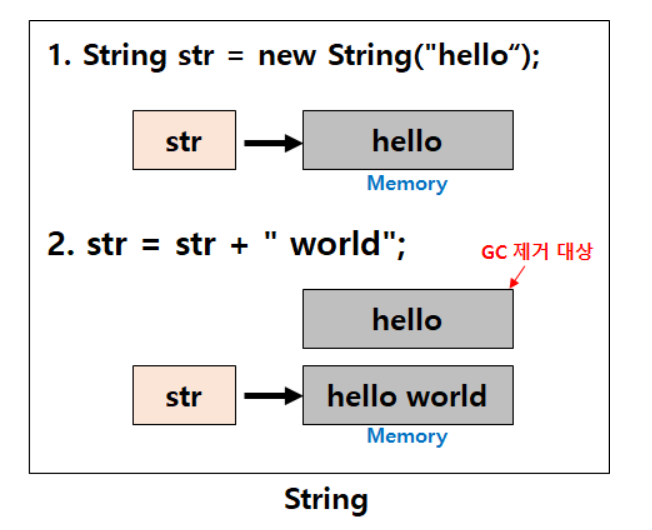 1. String str = new String("hello“);
str
hello
Memory
2. str = str + " world";
GC 제거 대상
hello
str
hello world
Memory
String